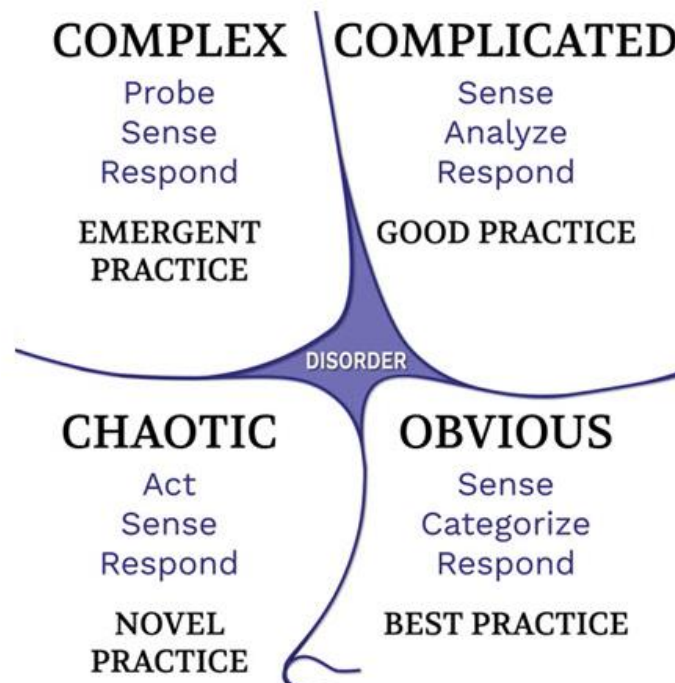 COMPLEX
Probe
Sense
Respond
EMERGENT
PRACTICE
COMPLICATED
Sense
Analyze
Respond
GOOD PRACTICE
DISORDER
CHAOTIC
Act
Sense
Respond
NOVEL
PRACTICE
OBVIOUS
Sense
Categorize
Respond
BEST PRACTICE